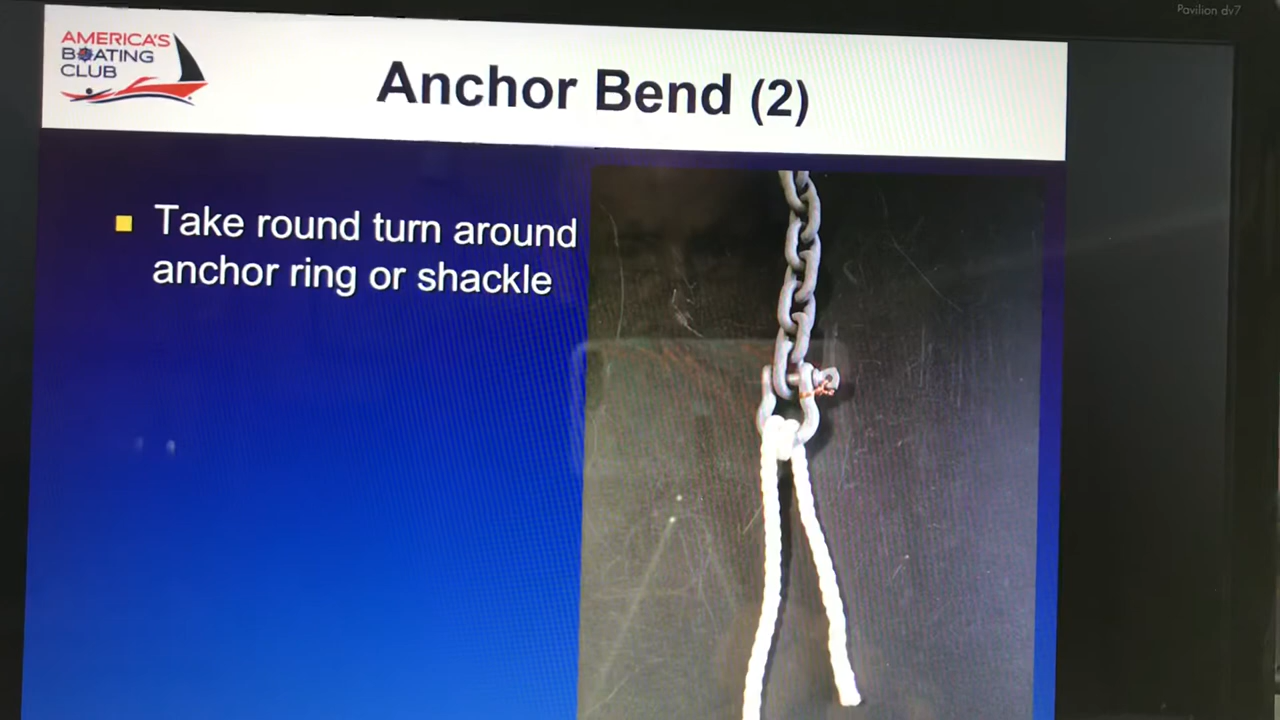 Pavilion dv7
AMERICA'S
BOATING
CLUB
Anchor Bend (2)
Take round turn around
anchor ring or shackle